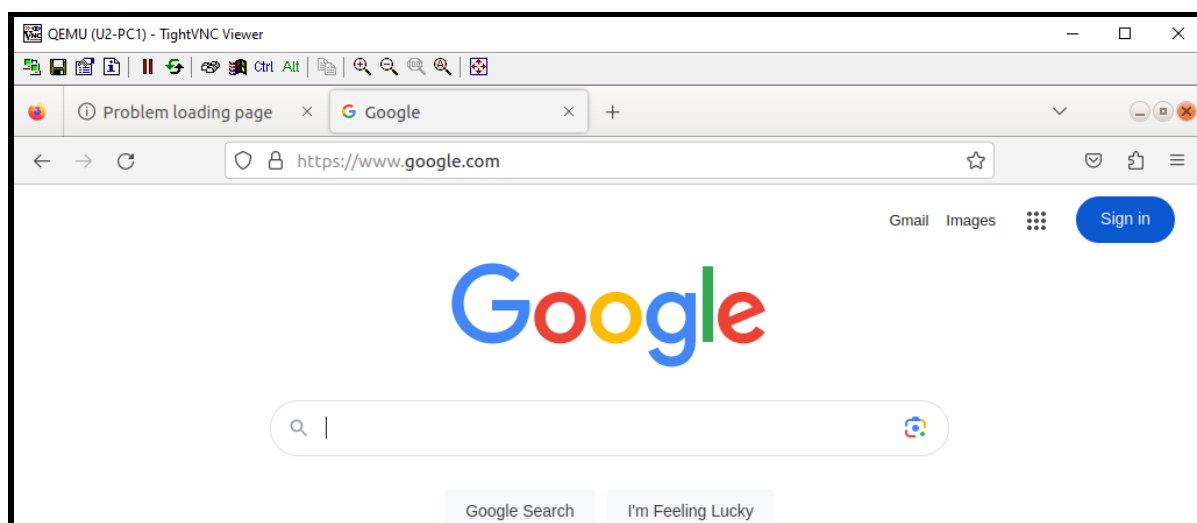 QEMU (U2-PC1) - TightVNC Viewer
Ctrl Alt
Problem loading page Google
https://www.google.com
Gmail Images Sign in
Google
Google Search I'm Feeling Lucky